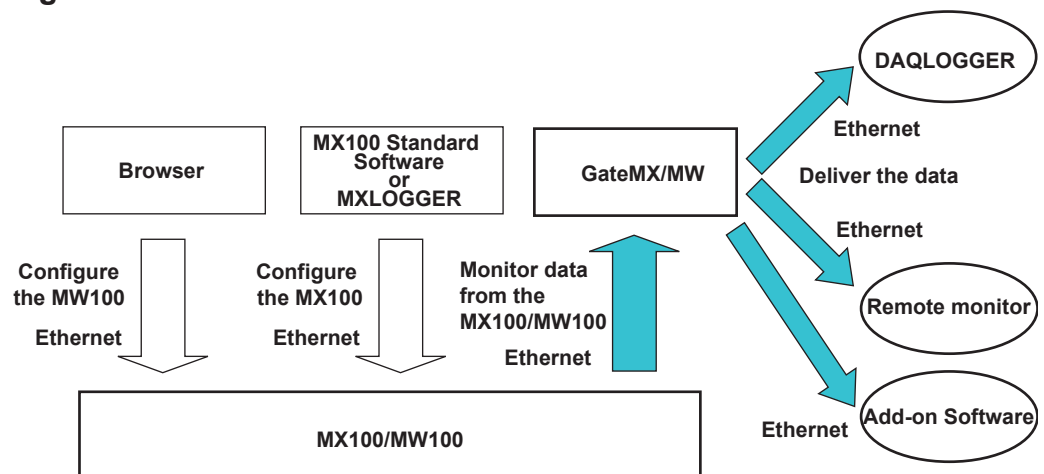 DAQLOGGER
Ethernet
Browser
MX100 Standard
Software
or
MXLOGGER
GateMX/MW
Deliver the data
Ethernet
Configure
the MW100
Ethernet
Configure
the MX100
Ethernet
Monitor data
from the
MX100/MW100
Ethernet
Remote monitor
Ethernet
Add-on Software
MX100/MW100